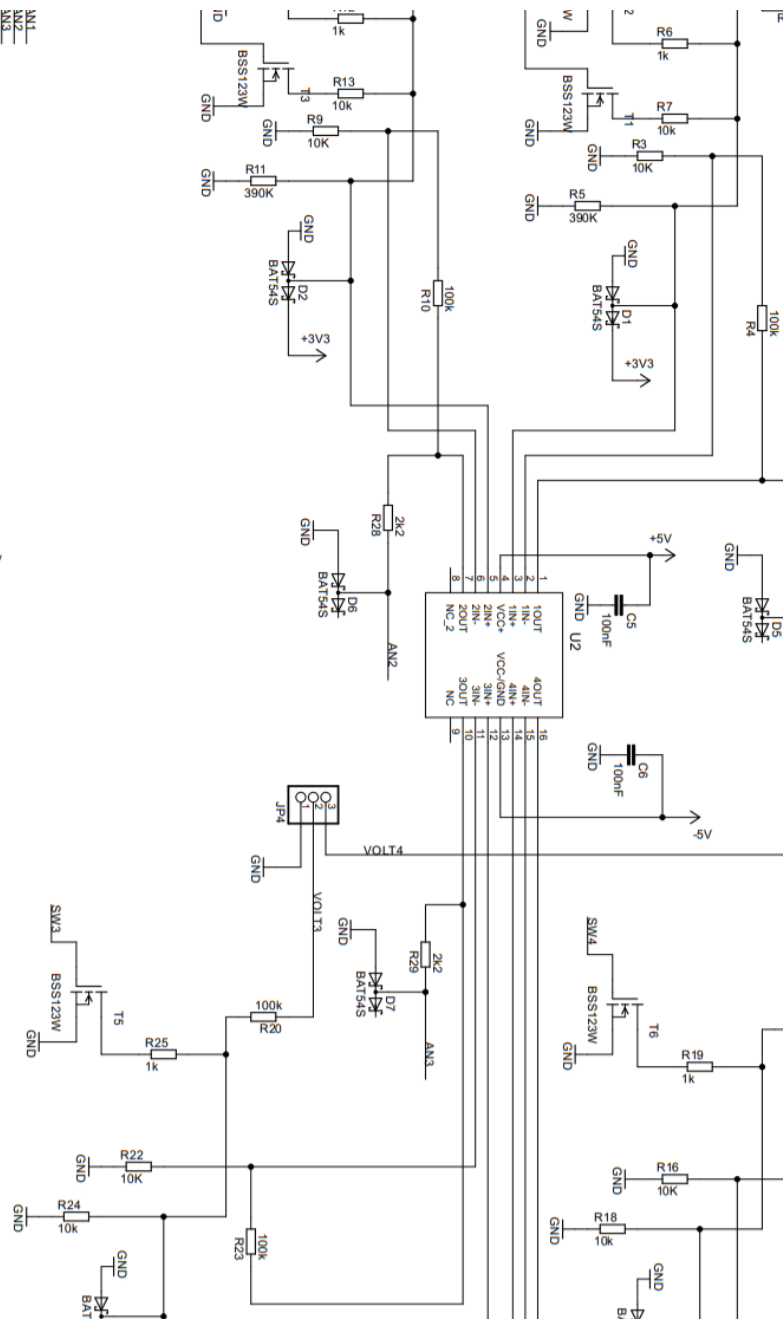 AN1
AN2
AN3
1k
R13
10k
T3
BSS123W
GND
R9
10K
GND
R11
390K
GND
GND
D2
BAT54S
+3V3
100k
R10
GND
W
2
R6
1k
R7
10k
T1
BSS123W
GND
R3
10K
GND
R5
390K
GND
GND
D1
BAT54S
+3V3
100k
R4
2k2
R28
GND
D6
BAT54S
AN2
+5V
C5
100nF
GND
GND
D5
BAT54S
U2
8 7 6 5 4 3 2 1
NC_2 2OUT 2IN- 2IN+ VCC+ 1IN+ 1IN- 1OUT
NC 3OUT 3IN- 3IN+ VCC-/GND 4IN+ 4IN- 4OUT
9 10 11 12 13 14 15 16
C6
100nF
GND
-5V
JP4
1 2 3
GND
VOLT4
VOLT3
2k2
R29
GND
D7
BAT54S
AN3
SW3
T5
BSS123W
GND
100k
R20
R25
1k
R22
10K
GND
R24
10k
GND
100k
R23
GND
BAT
SW4
T6
BSS123W
GND
R19
1k
R16
10K
GND
R18
10k
GND
GND